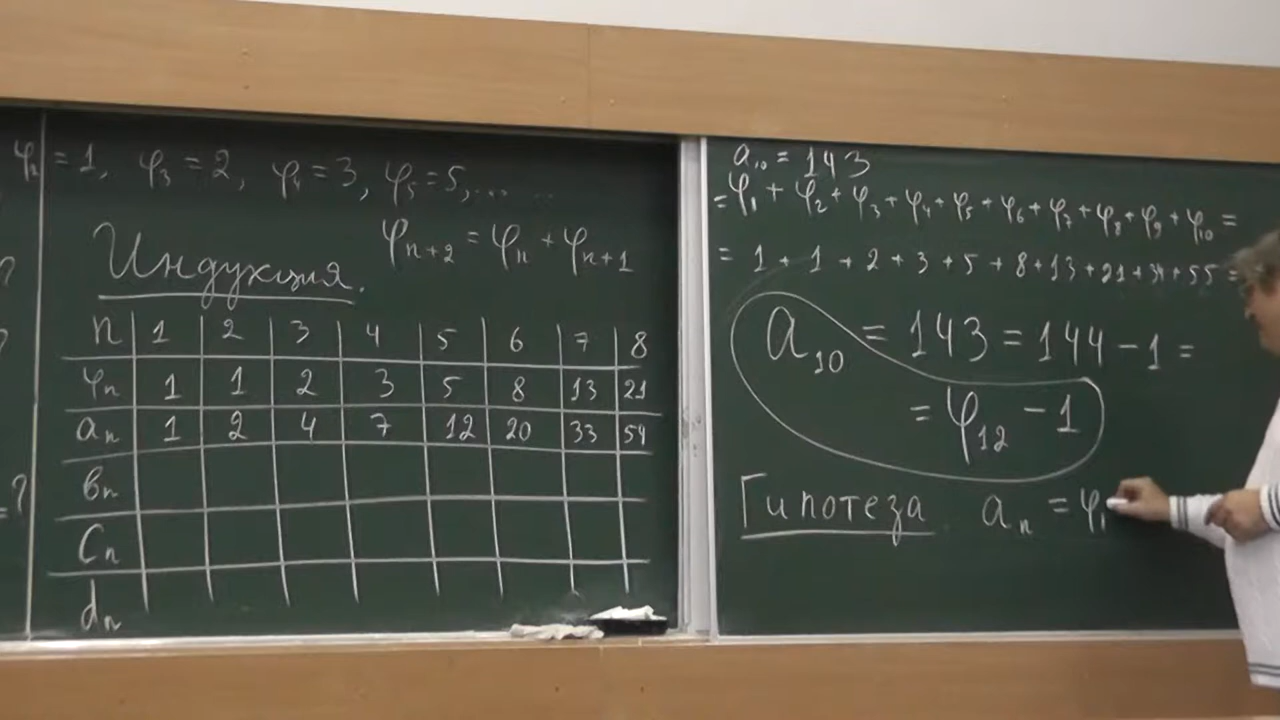 φ₂ = 1, φ₃ = 2, φ₄ = 3, φ₅ = 5, ... ...
φₙ₊₂ = φₙ + φₙ₊₁
Индукция.
n 1 2 3 4 5 6 7 8
φₙ 1 1 2 3 5 8 13 21
aₙ 1 2 4 7 12 20 33 54
bₙ
Cₙ
dₙ
?
?
= ?
a₁₀ = 143
= φ₁ + φ₂ + φ₃ + φ₄ + φ₅ + φ₆ + φ₇ + φ₈ + φ₉ + φ₁₀ =
= 1 + 1 + 2 + 3 + 5 + 8 + 13 + 21 + 34 + 55 =
a₁₀ = 143 = 144 - 1 =
= φ₁₂ - 1
Гипотеза aₙ = φ